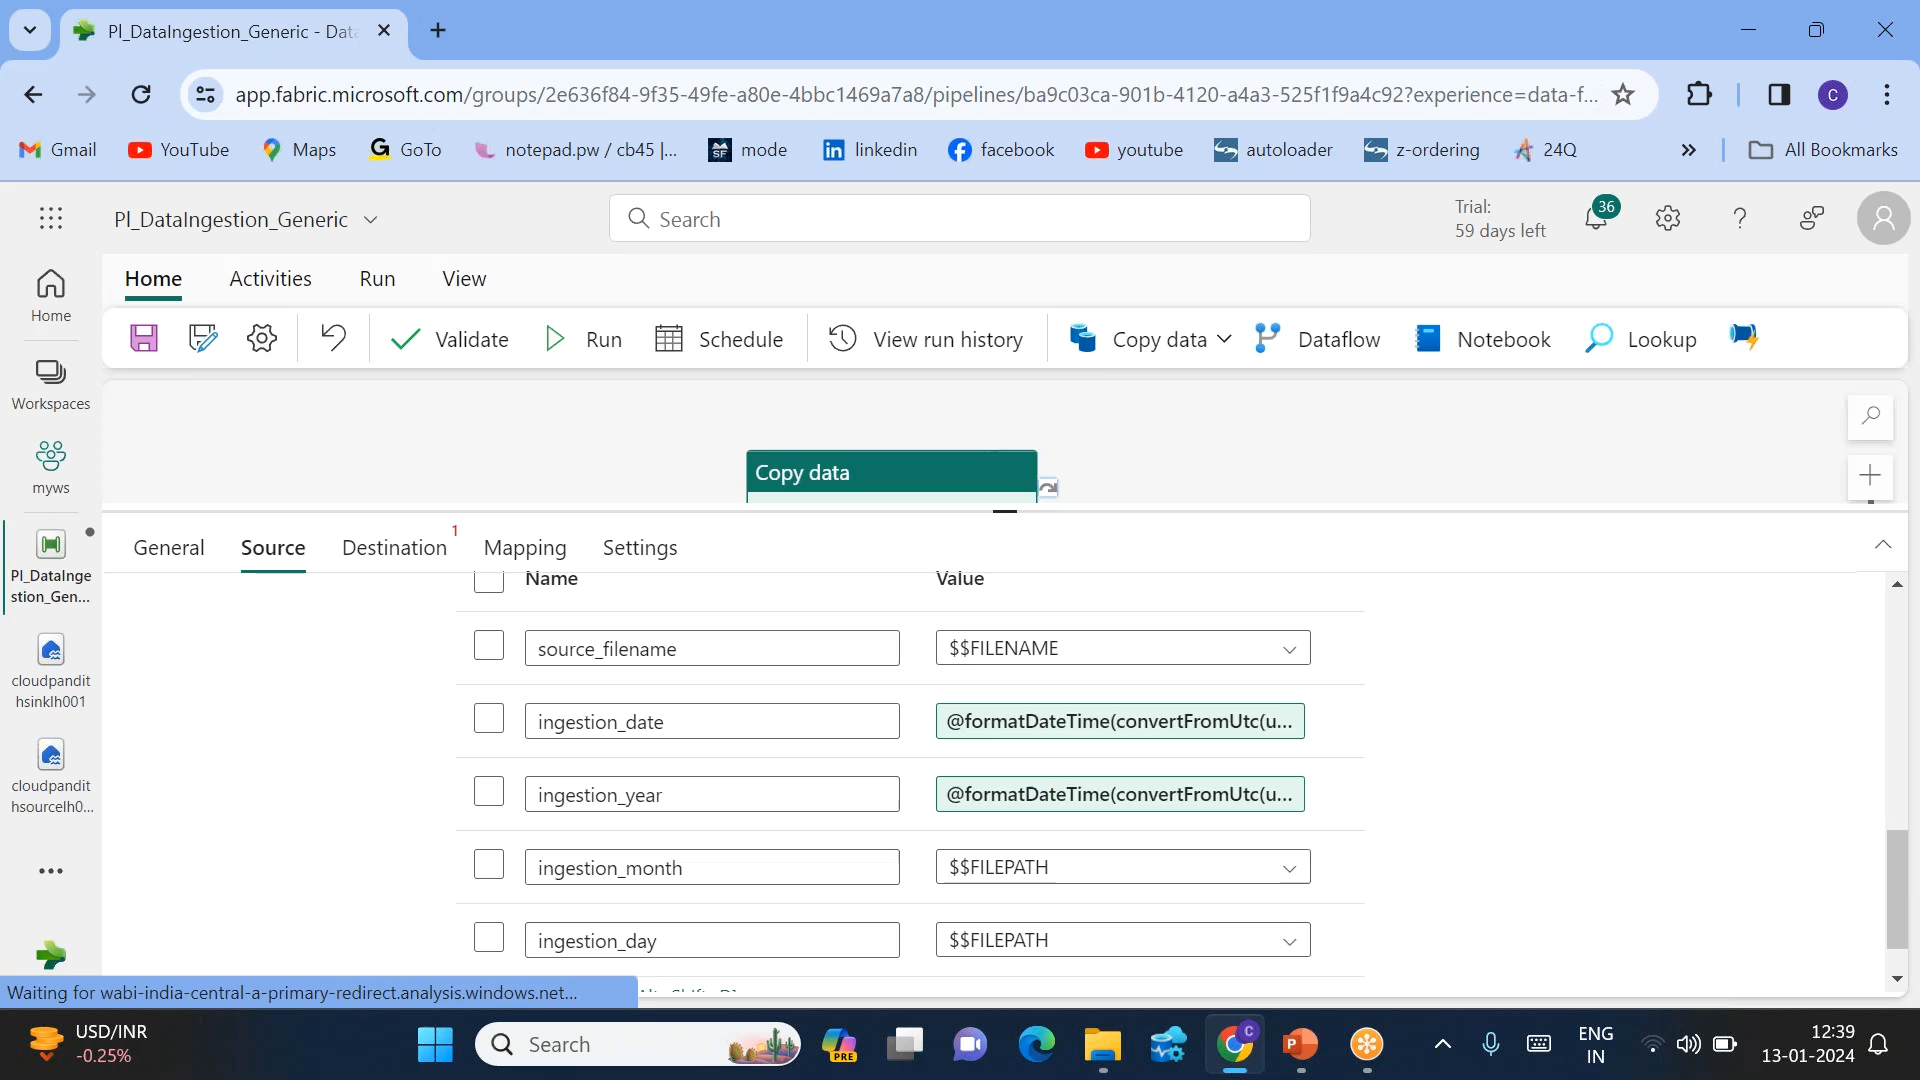 Pl_DataIngestion_Generic - Data
app.fabric.microsoft.com/groups/2e636f84-9f35-49fe-a80e-4bbc1469a7a8/pipelines/ba9c03ca-901b-4120-a4a3-525f1f9a4c92?experience=data-f...
C
Gmail
YouTube
Maps
GoTo
notepad.pw / cb45 |...
mode
linkedin
facebook
youtube
autoloader
z-ordering
24Q
All Bookmarks
Pl_DataIngestion_Generic
Search
Trial:
59 days left
36
Home
Activities
Run
View
Home
Validate
Run
Schedule
View run history
Copy data
Dataflow
Notebook
Lookup
Workspaces
myws
Pl_DataInge
stion_Gen...
cloudpandit
hsinklh001
cloudpandit
hsourcelh0...
Copy data
General
Source
Destination
1
Mapping
Settings
Name
Value
source_filename
$$FILENAME
ingestion_date
@formatDateTime(convertFromUtc(u...
ingestion_year
@formatDateTime(convertFromUtc(u...
ingestion_month
$$FILEPATH
ingestion_day
$$FILEPATH
Waiting for wabi-india-central-a-primary-redirect.analysis.windows.net...
USD/INR
-0.25%
Search
PRE
C
ENG
IN
12:39
13-01-2024